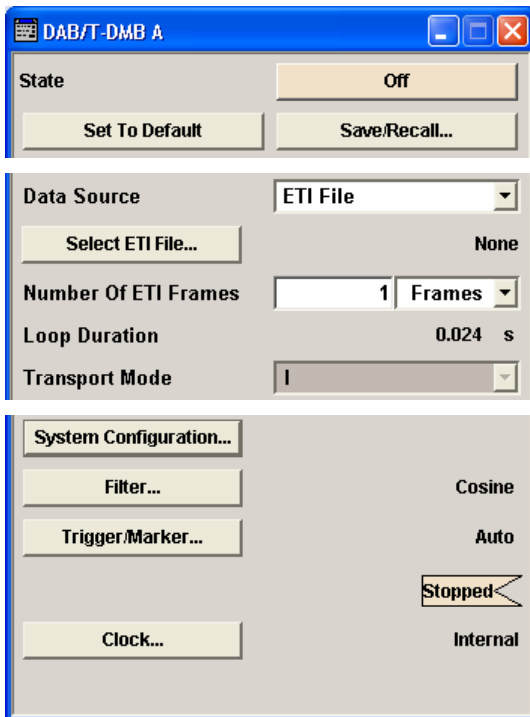 DAB/T-DMB A
State Off
Set To Default Save/Recall...
Data Source ETI File
Select ETI File... None
Number Of ETI Frames 1 Frames
Loop Duration 0.024 s
Transport Mode I
System Configuration...
Filter... Cosine
Trigger/Marker... Auto
Stopped
Clock... Internal